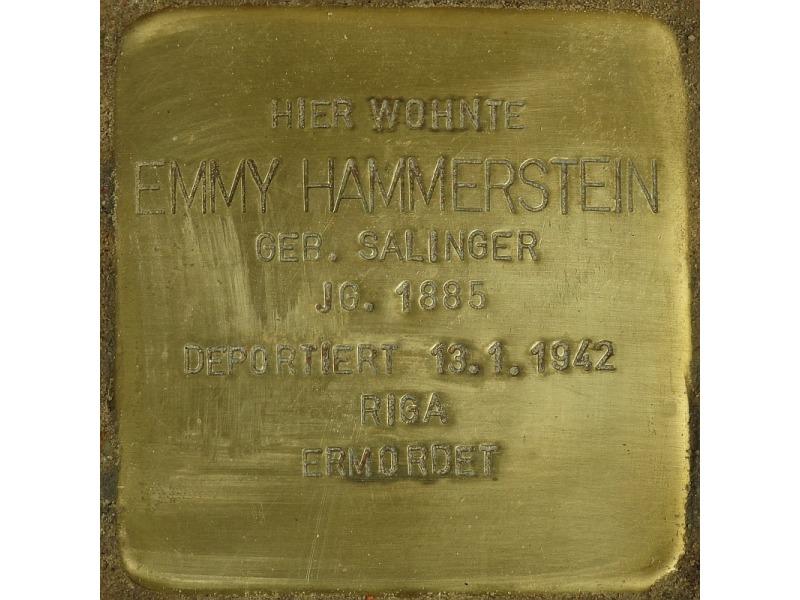 HIER WOHNTE
EMMY HAMMERSTEIN
GEB. SALINGER
JG. 1885
DEPORTIERT 13.1.1942
RIGA
ERMORDET